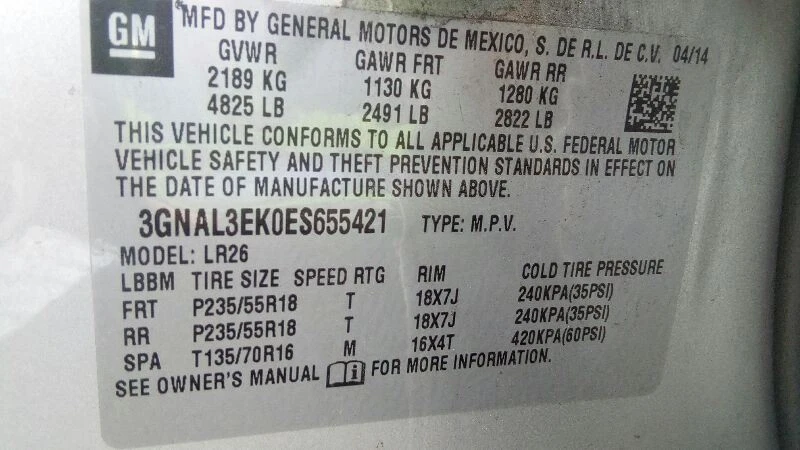 GM
MFD BY GENERAL MOTORS DE MEXICO, S. DE R.L. DE C.V. 04/14
GVWR GAWR FRT GAWR RR
2189 KG 1130 KG 1280 KG
4825 LB 2491 LB 2822 LB
THIS VEHICLE CONFORMS TO ALL APPLICABLE U.S. FEDERAL MOTOR
VEHICLE SAFETY AND THEFT PREVENTION STANDARDS IN EFFECT ON
THE DATE OF MANUFACTURE SHOWN ABOVE.
3GNAL3EK0ES655421 TYPE: M.P.V.
MODEL: LR26
LBBM TIRE SIZE SPEED RTG RIM COLD TIRE PRESSURE
FRT P235/55R18 T 18X7J 240KPA(35PSI)
RR P235/55R18 T 18X7J 240KPA(35PSI)
SPA T135/70R16 M 16X4T 420KPA(60PSI)
SEE OWNER'S MANUAL FOR MORE INFORMATION.